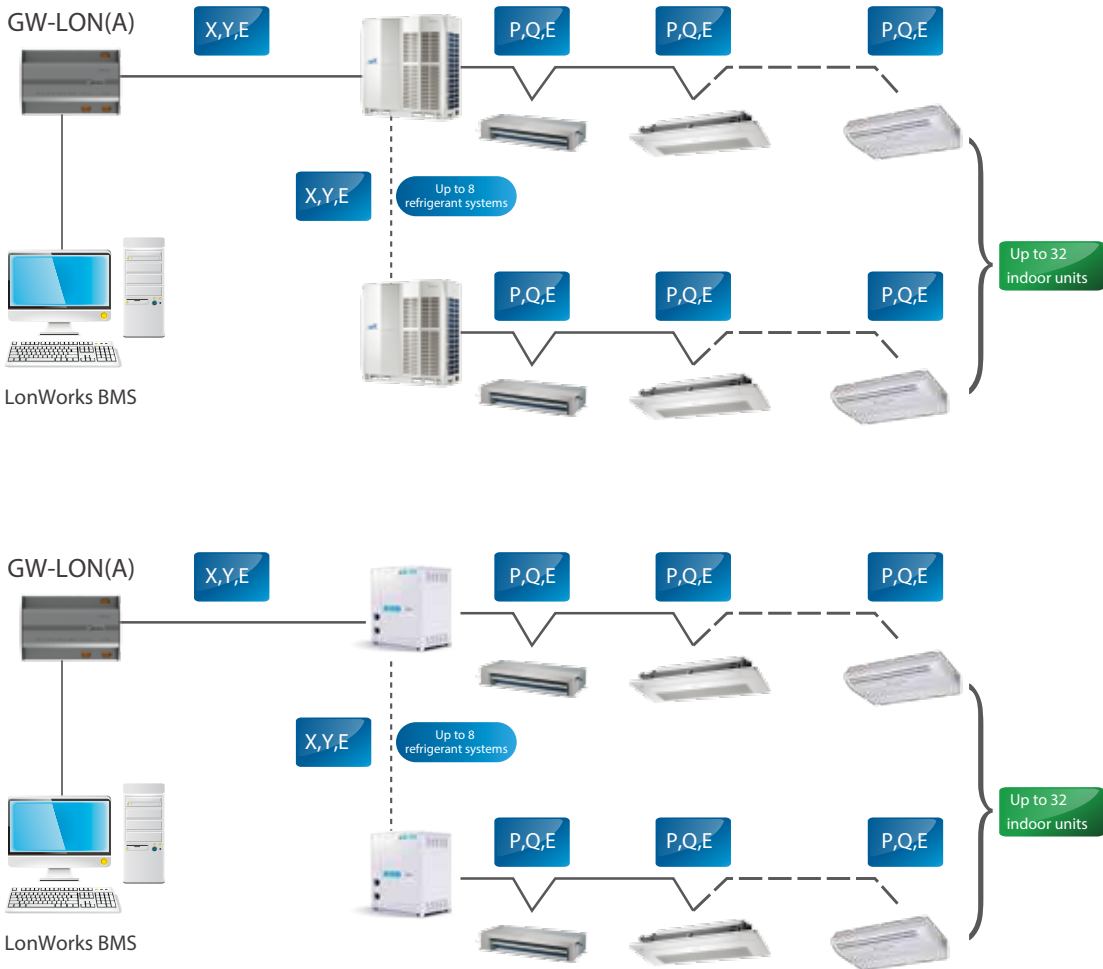 GW-LON(A)
X,Y,E
P,Q,E
P,Q,E
P,Q,E
X,Y,E
Up to 8
refrigerant systems
P,Q,E
P,Q,E
P,Q,E
Up to 32
indoor units
LonWorks BMS
GW-LON(A)
X,Y,E
P,Q,E
P,Q,E
P,Q,E
X,Y,E
Up to 8
refrigerant systems
P,Q,E
P,Q,E
P,Q,E
Up to 32
indoor units
LonWorks BMS